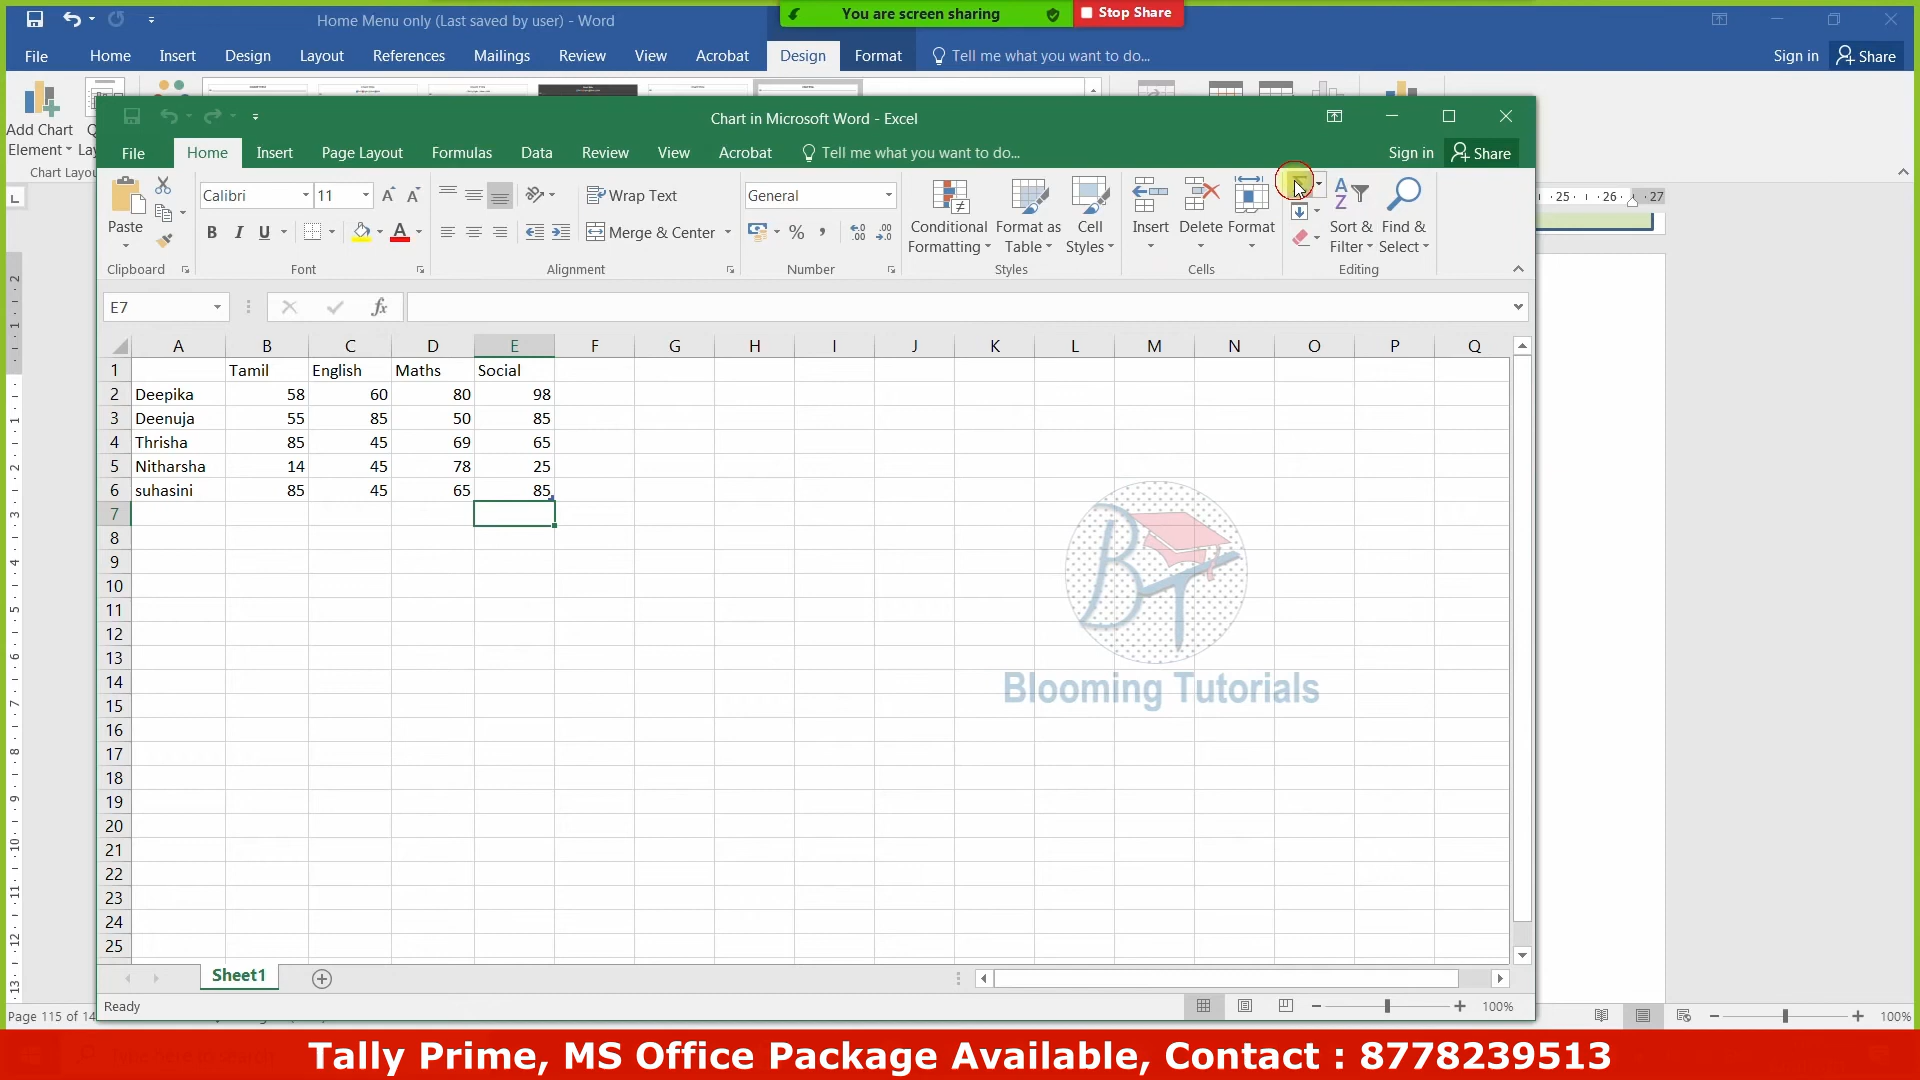 Home Menu only (Last saved by user) - Word
You are screen sharing
Stop Share
File Home Insert Design Layout References Mailings Review View Acrobat Design Format Tell me what you want to do... Sign in Share
Add Chart
Element
Chart in Microsoft Word - Excel
File Home Insert Page Layout Formulas Data Review View Acrobat Tell me what you want to do... Sign in Share
Paste
Calibri 11
B I U
Wrap Text
Merge & Center
General
% ,
Conditional Formatting
Format as Table
Cell Styles
Insert Delete Format
Sort & Filter
Find & Select
Clipboard Font Alignment Number Styles Cells Editing
E7 fx
A B C D E F G H I J K L M N O P Q
1 Tamil English Maths Social
2 Deepika 58 60 80 98
3 Deenuja 55 85 50 85
4 Thrisha 85 45 69 65
5 Nitharsha 14 45 78 25
6 suhasini 85 45 65 85
7
8
9
10
11
12
13
14
15
16
17
18
19
20
21
22
23
24
25
BT
Blooming Tutorials
Sheet1
Ready
100%
Page 115 of 14
100%
Tally Prime, MS Office Package Available, Contact : 8778239513